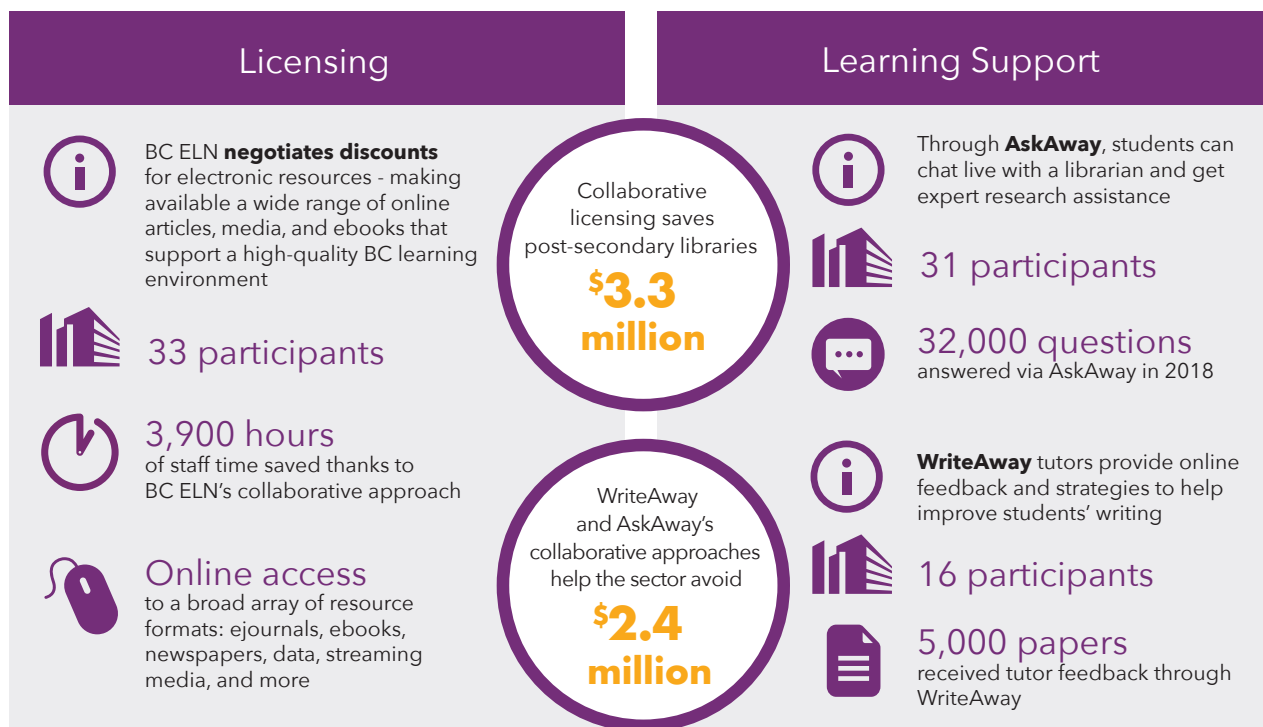 Licensing
BC ELN negotiates discounts
for electronic resources - making
available a wide range of online
articles, media, and ebooks that
support a high-quality BC learning
environment
33 participants
3,900 hours
of staff time saved thanks to
BC ELN's collaborative approach
Online access
to a broad array of resource
formats: ejournals, ebooks,
newspapers, data, streaming
media, and more
Collaborative
licensing saves
post-secondary libraries
$3.3
million
WriteAway
and AskAway's
collaborative approaches
help the sector avoid
$2.4
million
Learning Support
Through AskAway, students can
chat live with a librarian and get
expert research assistance
31 participants
32,000 questions
answered via AskAway in 2018
WriteAway tutors provide online
feedback and strategies to help
improve students' writing
16 participants
5,000 papers
received tutor feedback through
WriteAway